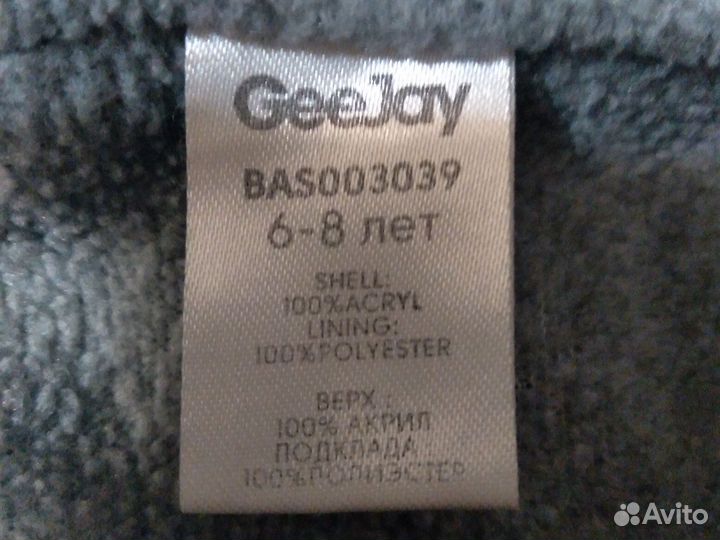 GeeJay
BAS003039
6-8 лет
SHELL:
100%ACRYL
LINING:
100%POLYESTER
ВЕРХ :
100% АКРИЛ
ПОДКЛАДА :
100%ПОЛИЭСТЕР
Avito